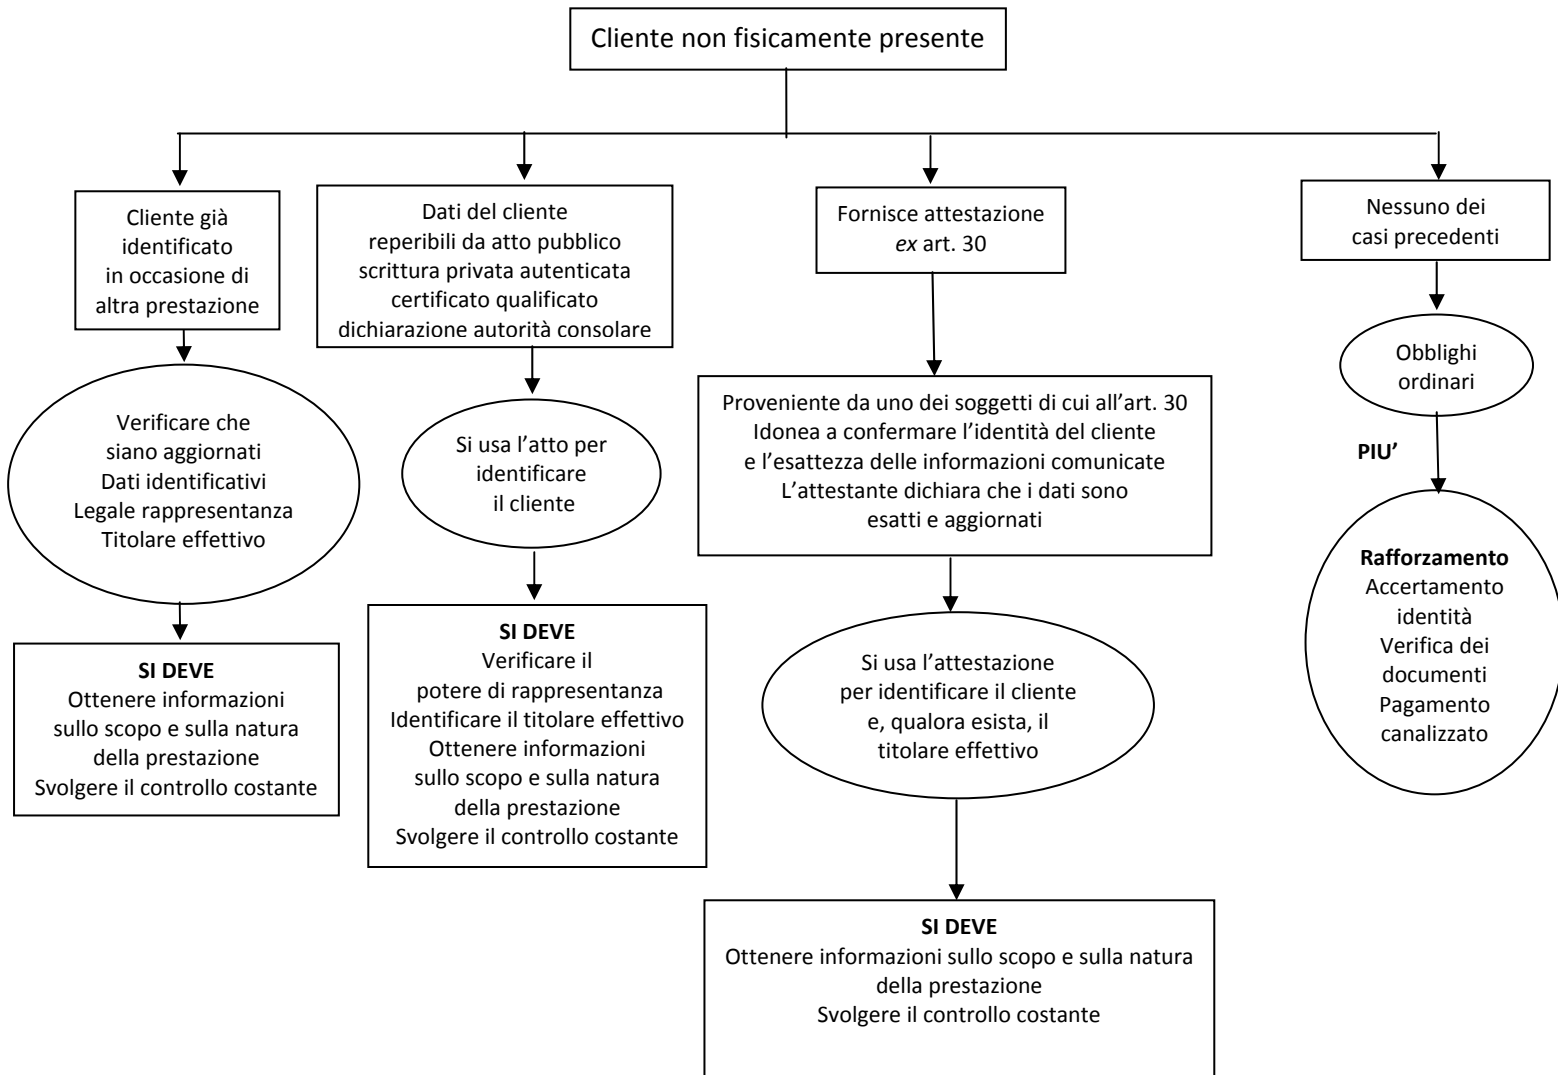 Cliente non fisicamente presente
Cliente già
identificato
in occasione di
altra prestazione
Verificare che
siano aggiornati
Dati identificativi
Legale rappresentanza
Titolare effettivo
SI DEVE
Ottenere informazioni
sullo scopo e sulla natura
della prestazione
Svolgere il controllo costante
Dati del cliente
reperibili da atto pubblico
scrittura privata autenticata
certificato qualificato
dichiarazione autorità consolare
Si usa l’atto per
identificare
il cliente
SI DEVE
Verificare il
potere di rappresentanza
Identificare il titolare effettivo
Ottenere informazioni
sullo scopo e sulla natura
della prestazione
Svolgere il controllo costante
Fornisce attestazione
ex art. 30
Proveniente da uno dei soggetti di cui all’art. 30
Idonea a confermare l’identità del cliente
e l’esattezza delle informazioni comunicate
L’attestante dichiara che i dati sono
esatti e aggiornati
Si usa l’attestazione
per identificare il cliente
e, qualora esista, il
titolare effettivo
SI DEVE
Ottenere informazioni sullo scopo e sulla natura
della prestazione
Svolgere il controllo costante
Nessuno dei
casi precedenti
Obblighi
ordinari
PIU’
Rafforzamento
Accertamento
identità
Verifica dei
documenti
Pagamento
canalizzato